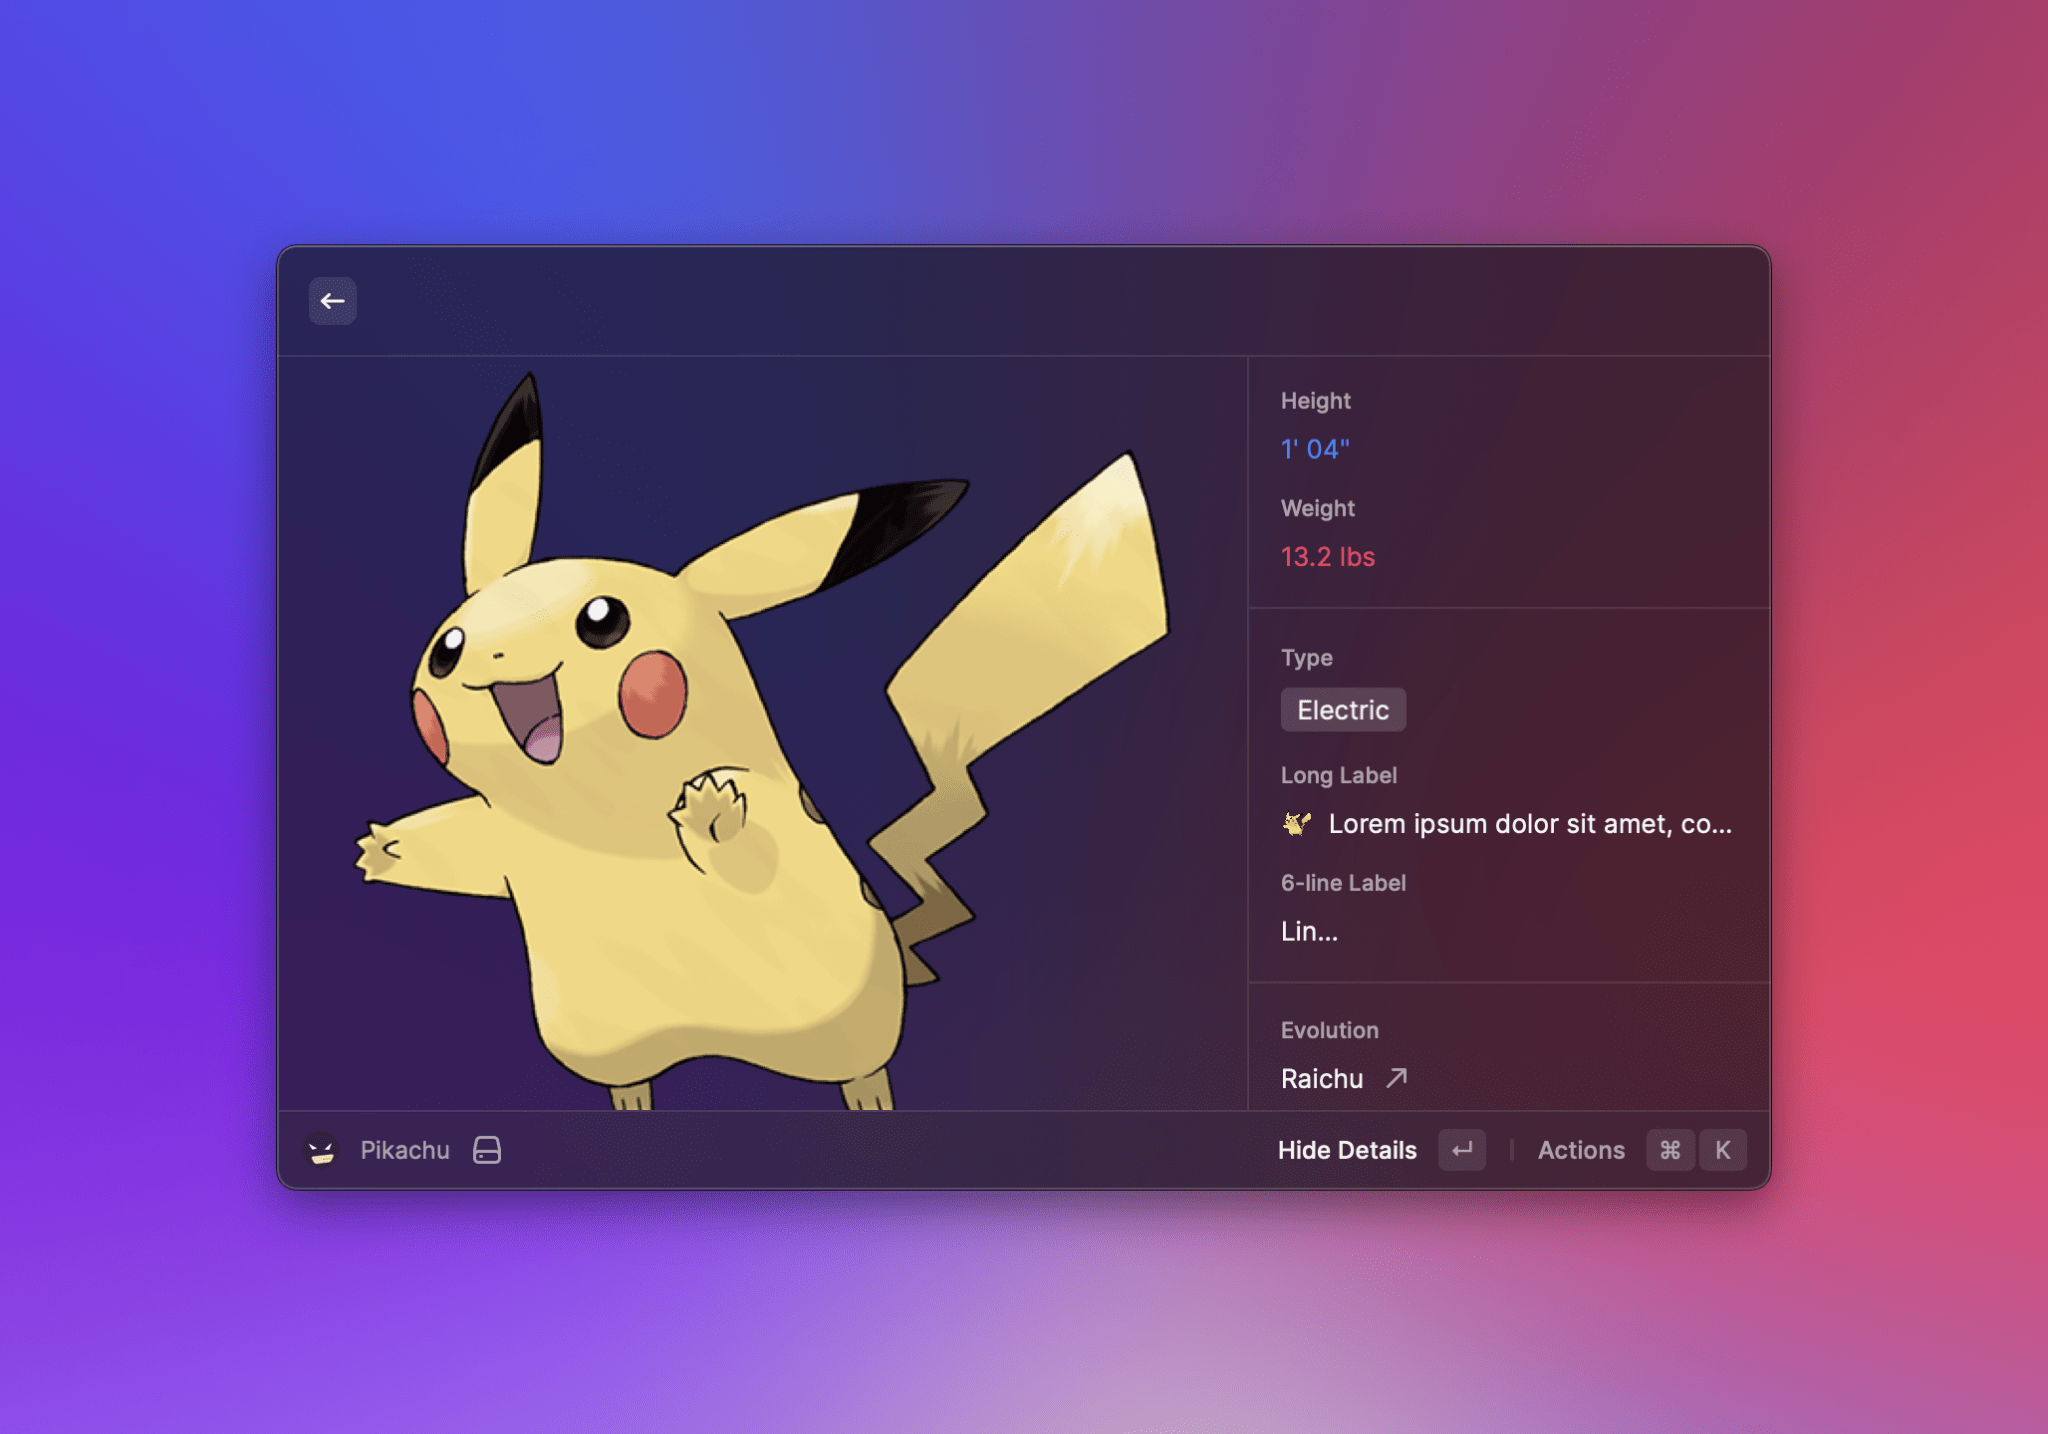 Height
1' 04"
Weight
13.2 lbs
Type
Electric
Long Label
Lorem ipsum dolor sit amet, co...
6-line Label
Lin...
Evolution
Raichu
Pikachu
Hide Details
Actions ⌘ K